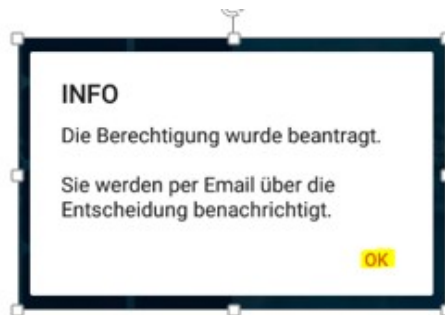 INFO
Die Berechtigung wurde beantragt.
Sie werden per Email über die
Entscheidung benachrichtigt.
OK